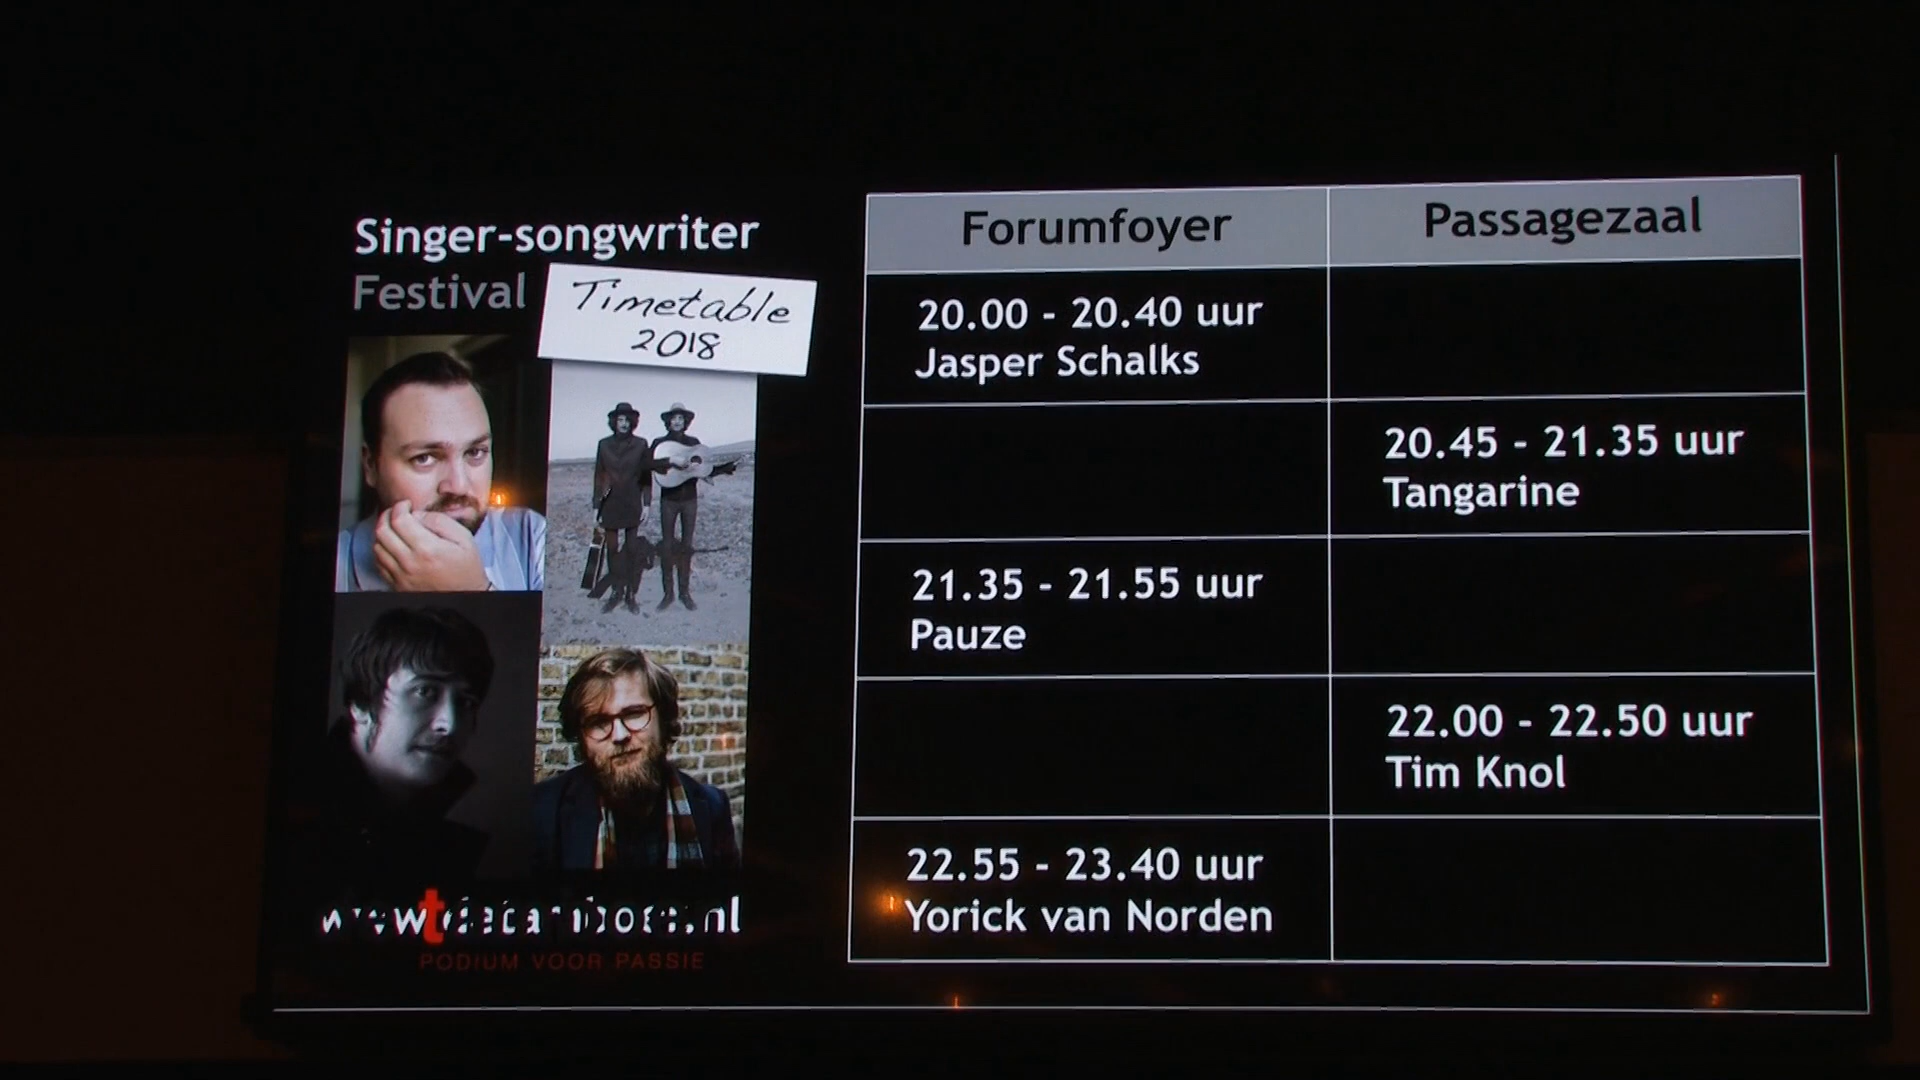 Singer-songwriter
Festival
Timetable
2018
Forumfoyer
Passagezaal
20.00 - 20.40 uur
Jasper Schalks
20.45 - 21.35 uur
Tangarine
21.35 - 21.55 uur
Pauze
22.00 - 22.50 uur
Tim Knol
22.55 - 23.40 uur
Yorick van Norden
PODIUM VOOR PASSIE